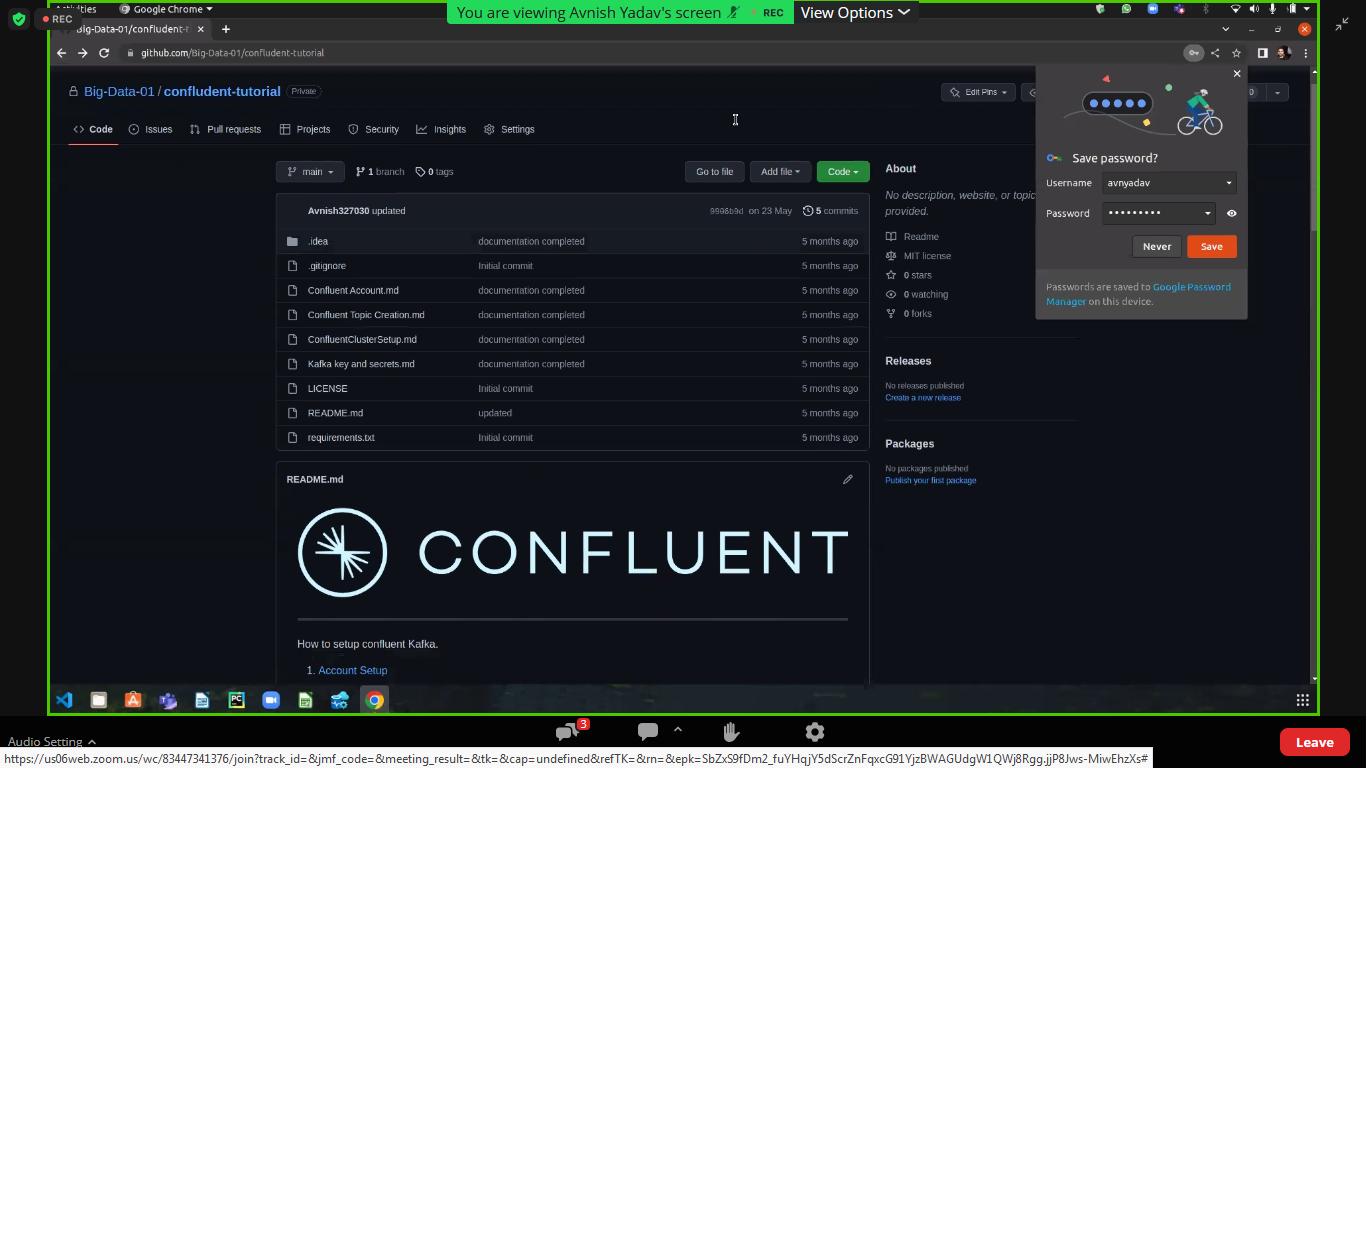 Activities
Google Chrome
You are viewing Avnish Yadav's screen
REC
View Options
REC
Big-Data-01/confludent-t
github.com/Big-Data-01/confludent-tutorial
Big-Data-01 / confludent-tutorial
Private
Edit Pins
0
Code
Issues
Pull requests
Projects
Security
Insights
Settings
main
1 branch
0 tags
Go to file
Add file
Code
Avnish327030 updated
9906b9d on 23 May
5 commits
.idea
documentation completed
5 months ago
.gitignore
Initial commit
5 months ago
Confluent Account.md
documentation completed
5 months ago
Confluent Topic Creation.md
documentation completed
5 months ago
ConfluentClusterSetup.md
documentation completed
5 months ago
Kafka key and secrets.md
documentation completed
5 months ago
LICENSE
Initial commit
5 months ago
README.md
updated
5 months ago
requirements.txt
Initial commit
5 months ago
README.md
CONFLUENT
How to setup confluent Kafka.
1. Account Setup
About
No description, website, or topic
provided.
Readme
MIT license
0 stars
0 watching
0 forks
Releases
No releases published
Create a new release
Packages
No packages published
Publish your first package
Save password?
Username
avnyadav
Password
•••••••••
Never
Save
Passwords are saved to Google Password
Manager on this device.
PC
3
Audio Setting
Leave
https://us06web.zoom.us/wc/83447341376/join?track_id=&jmf_code=&meeting_result=&tk=&cap=undefined&refTK=&rn=&epk=SbZxS9fDm2_fuYHqjY5dScrZnFqxcG91YjzBWAGUdgW1QWj8Rgg.jjP8Jws-MiwEhzXs#